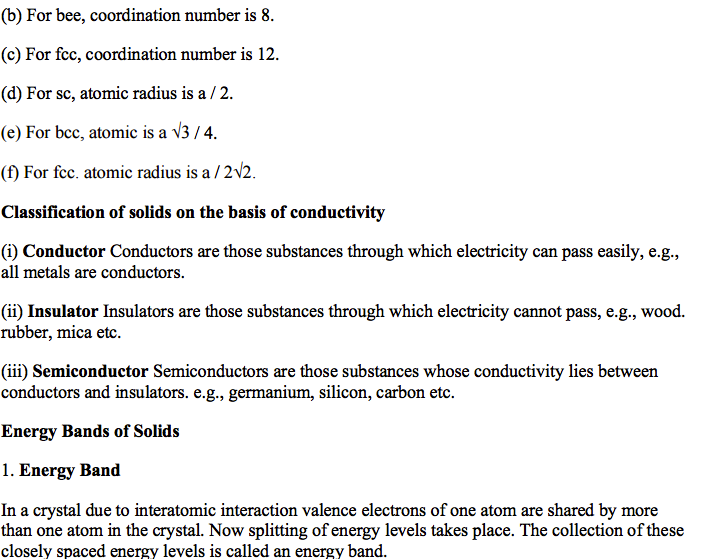 (b) For bee, coordination number is 8.
(c) For fcc, coordination number is 12.
(d) For sc, atomic radius is a / 2.
(e) For bcc, atomic is a √3 / 4.
(f) For fcc. atomic radius is a / 2√2.
Classification of solids on the basis of conductivity
(i) Conductor Conductors are those substances through which electricity can pass easily, e.g.,
all metals are conductors.
(ii) Insulator Insulators are those substances through which electricity cannot pass, e.g., wood.
rubber, mica etc.
(iii) Semiconductor Semiconductors are those substances whose conductivity lies between
conductors and insulators. e.g., germanium, silicon, carbon etc.
Energy Bands of Solids
1. Energy Band
In a crystal due to interatomic interaction valence electrons of one atom are shared by more
than one atom in the crystal. Now splitting of energy levels takes place. The collection of these
closely spaced energy levels is called an energy band.